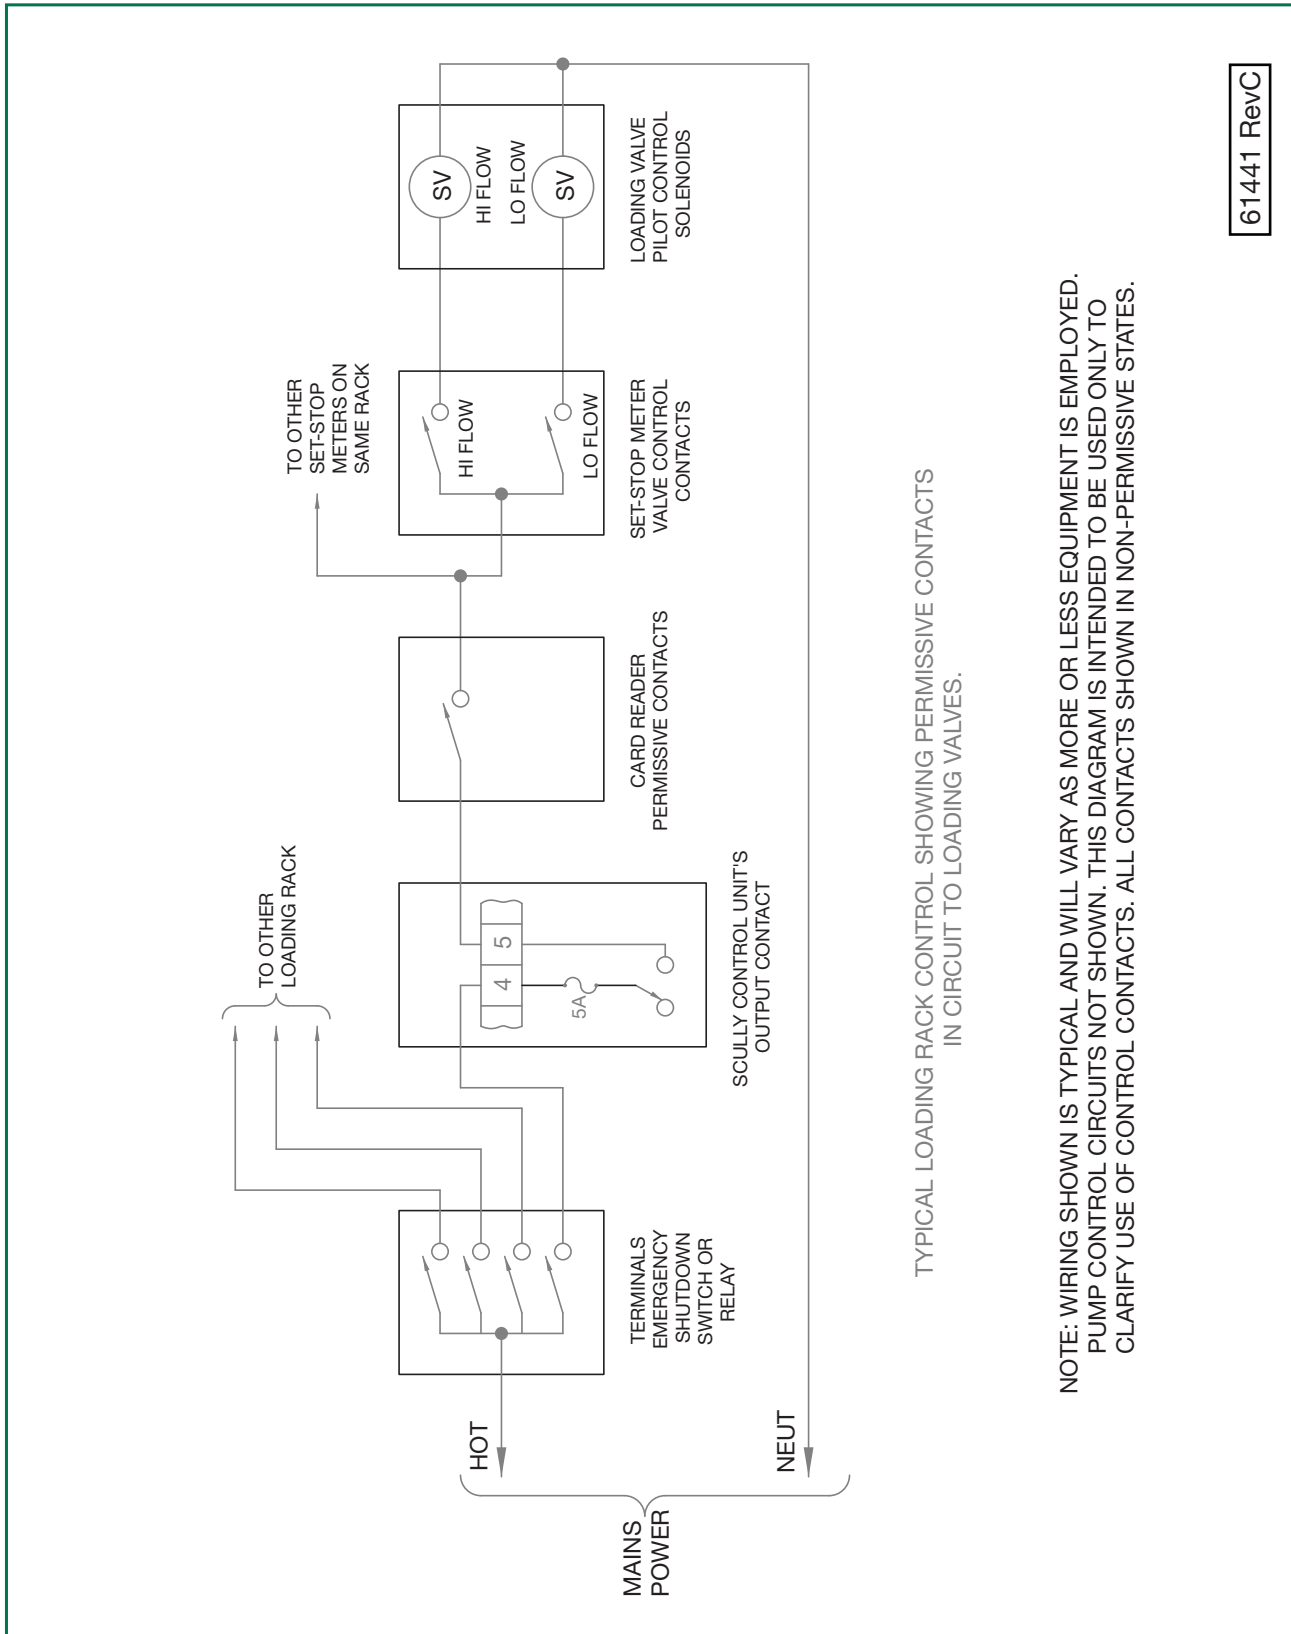 MAINS
POWER
HOT
NEUT
TERMINALS
EMERGENCY
SHUTDOWN
SWITCH OR
RELAY
TO OTHER
LOADING RACK
4
5
5A
SCULLY CONTROL UNIT'S
OUTPUT CONTACT
CARD READER
PERMISSIVE CONTACTS
TO OTHER
SET-STOP
METERS ON
SAME RACK
HI FLOW
LO FLOW
SET-STOP METER
VALVE CONTROL
CONTACTS
SV
HI FLOW
LO FLOW
SV
LOADING VALVE
PILOT CONTROL
SOLENOIDS
TYPICAL LOADING RACK CONTROL SHOWING PERMISSIVE CONTACTS
IN CIRCUIT TO LOADING VALVES.
NOTE: WIRING SHOWN IS TYPICAL AND WILL VARY AS MORE OR LESS EQUIPMENT IS EMPLOYED.
PUMP CONTROL CIRCUITS NOT SHOWN. THIS DIAGRAM IS INTENDED TO BE USED ONLY TO
CLARIFY USE OF CONTROL CONTACTS. ALL CONTACTS SHOWN IN NON-PERMISSIVE STATES.
61441 RevC